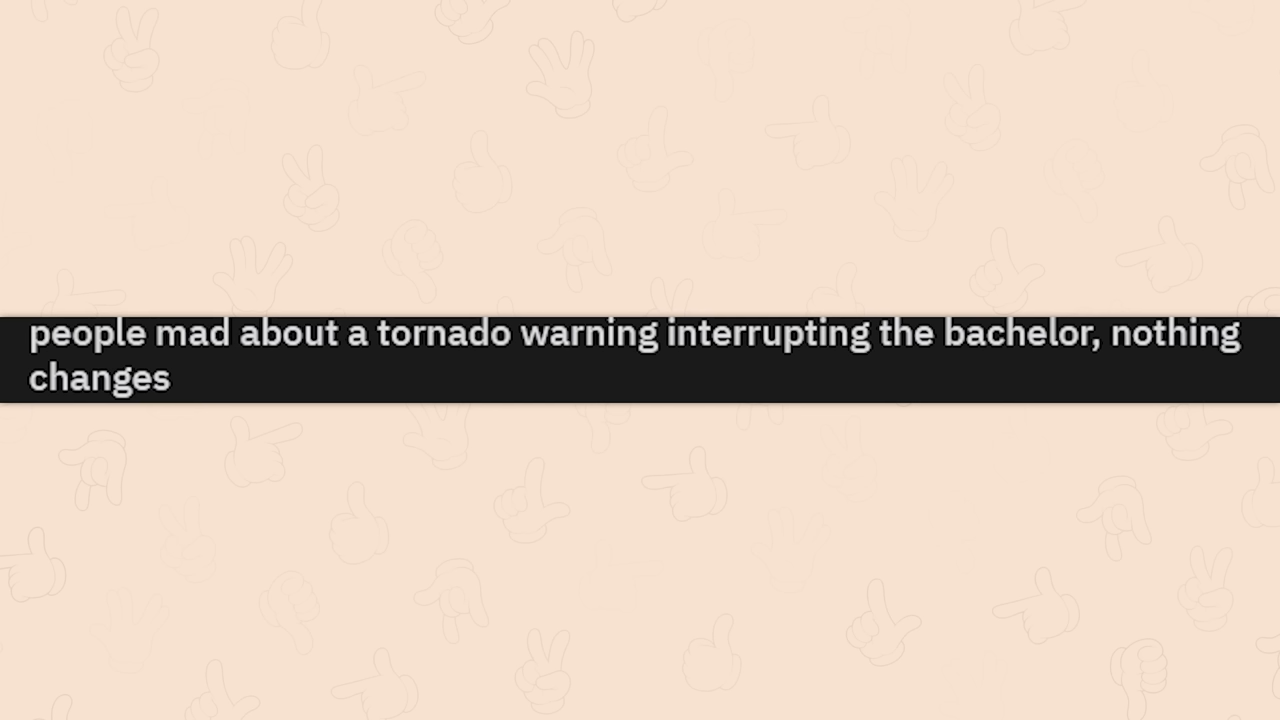 people mad about a tornado warning interrupting the bachelor, nothing
changes